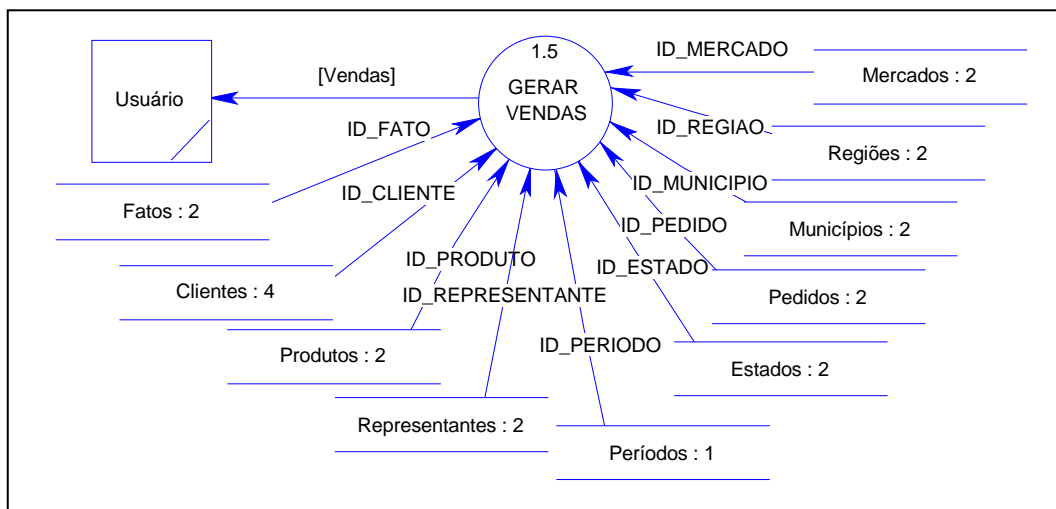 1.5
GERAR
VENDAS
ID_MERCADO
Mercados : 2
[Vendas]
Usuário
ID_FATO
ID_REGIAO
Regiões : 2
ID_CLIENTE
ID_MUNICIPIO
Fatos : 2
ID_PEDIDO
Municípios : 2
ID_PRODUTO
ID_ESTADO
Clientes : 4
ID_REPRESENTANTE
Pedidos : 2
Produtos : 2
ID_PERIODO
Estados : 2
Representantes : 2
Períodos : 1